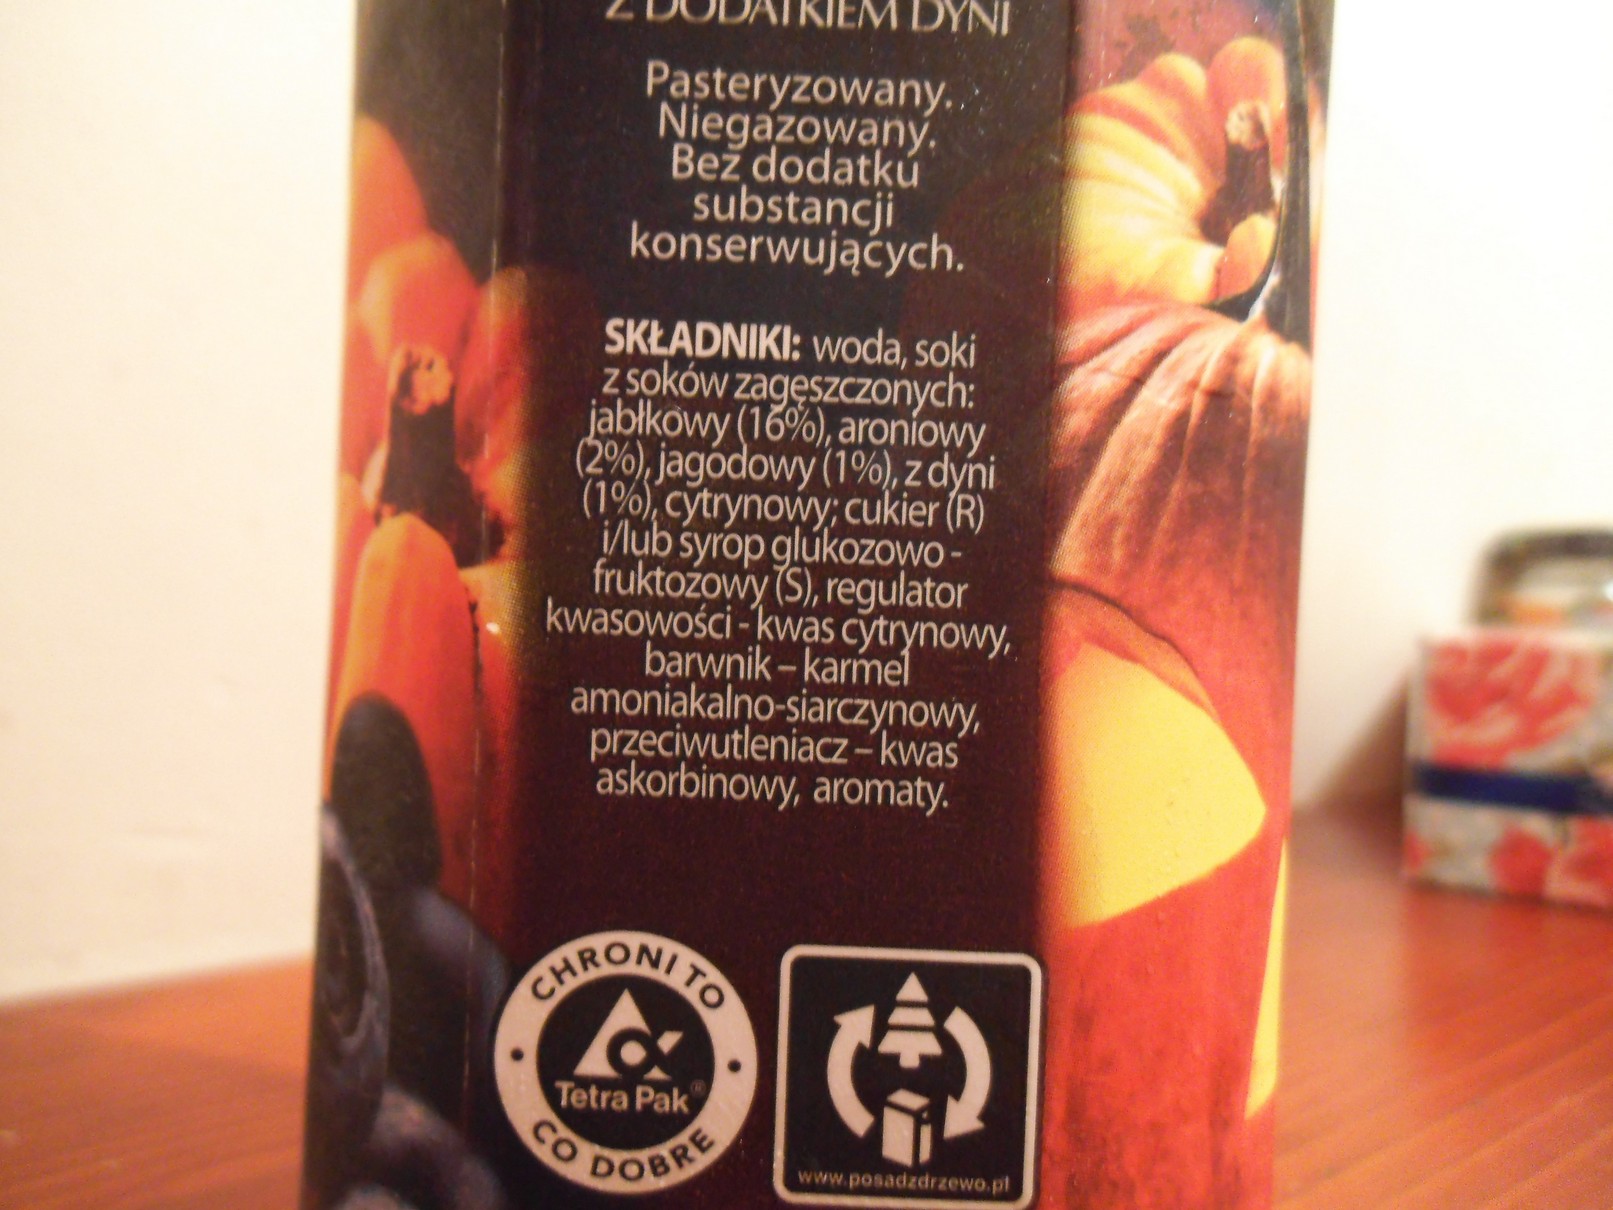 Z DODATKIEM DYNI
Pasteryzowany.
Niegazowany.
Bez dodatku
substancji
konserwujących.
SKŁADNIKI: woda, soki
z soków zagęszczonych:
jabłkowy (16%), aroniowy
(2%), jagodowy (1%), z dyni
(1%), cytrynowy; cukier (R)
i/lub syrop glukozowo -
fruktozowy (S), regulator
kwasowości - kwas cytrynowy,
barwnik – karmel
amoniakalno-siarczynowy,
przeciwutleniacz – kwas
askorbinowy, aromaty.
CHRONI TO
Tetra Pak®
CO DOBRE
www.posadzdrzewo.pl